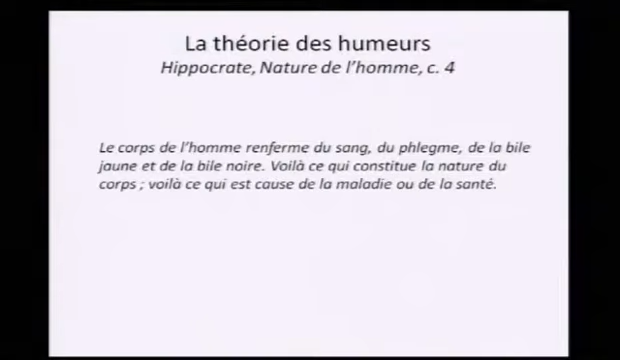 La théorie des humeurs
Hippocrate, Nature de l'homme, c. 4
Le corps de l'homme renferme du sang, du phlegme, de la bile
jaune et de la bile noire. Voilà ce qui constitue la nature du
corps ; voilà ce qui est cause de la maladie ou de la santé.